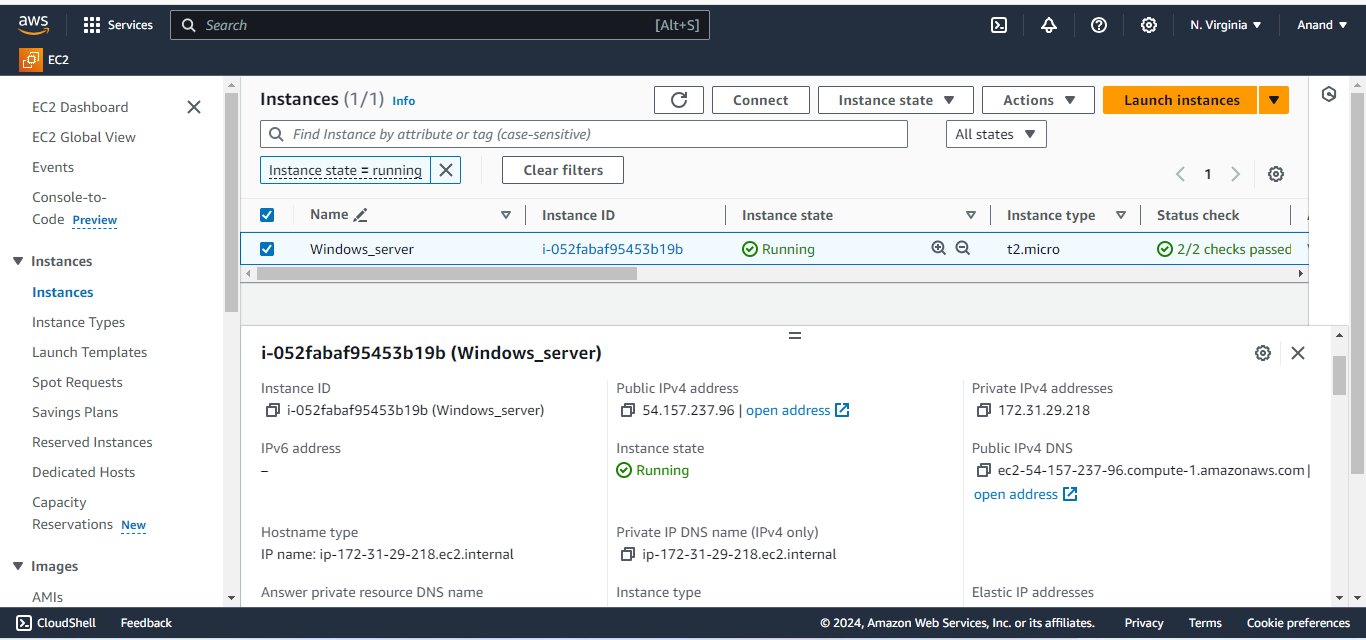 aws Services Search [Alt+S] N. Virginia Anand
EC2
EC2 Dashboard
EC2 Global View
Events
Console-to-
Code Preview
Instances
Instances
Instance Types
Launch Templates
Spot Requests
Savings Plans
Reserved Instances
Dedicated Hosts
Capacity
Reservations New
Images
AMIs
Instances (1/1) Info Connect Instance state Actions Launch instances
Find Instance by attribute or tag (case-sensitive) All states
Instance state = running Clear filters 1
Name Instance ID Instance state Instance type Status check
Windows_server i-052fabaf95453b19b Running t2.micro 2/2 checks passed
i-052fabaf95453b19b (Windows_server)
Instance ID Public IPv4 address Private IPv4 addresses
i-052fabaf95453b19b (Windows_server) 54.157.237.96 | open address 172.31.29.218
IPv6 address Instance state Public IPv4 DNS
– Running ec2-54-157-237-96.compute-1.amazonaws.com |
open address
Hostname type Private IP DNS name (IPv4 only)
IP name: ip-172-31-29-218.ec2.internal ip-172-31-29-218.ec2.internal
Answer private resource DNS name Instance type Elastic IP addresses
CloudShell Feedback © 2024, Amazon Web Services, Inc. or its affiliates. Privacy Terms Cookie preferences